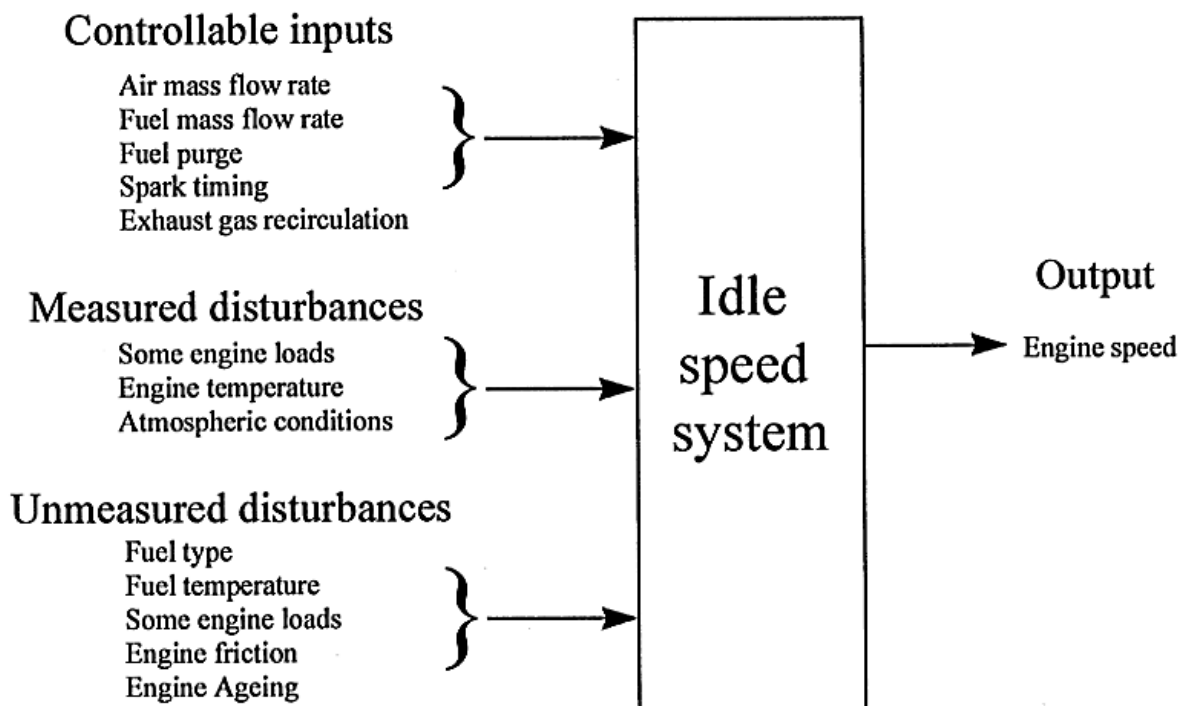 Controllable inputs
Air mass flow rate
Fuel mass flow rate
Fuel purge
Spark timing
Exhaust gas recirculation
Measured disturbances
Some engine loads
Engine temperature
Atmospheric conditions
Unmeasured disturbances
Fuel type
Fuel temperature
Some engine loads
Engine friction
Engine Ageing
Idle
speed
system
Output
Engine speed